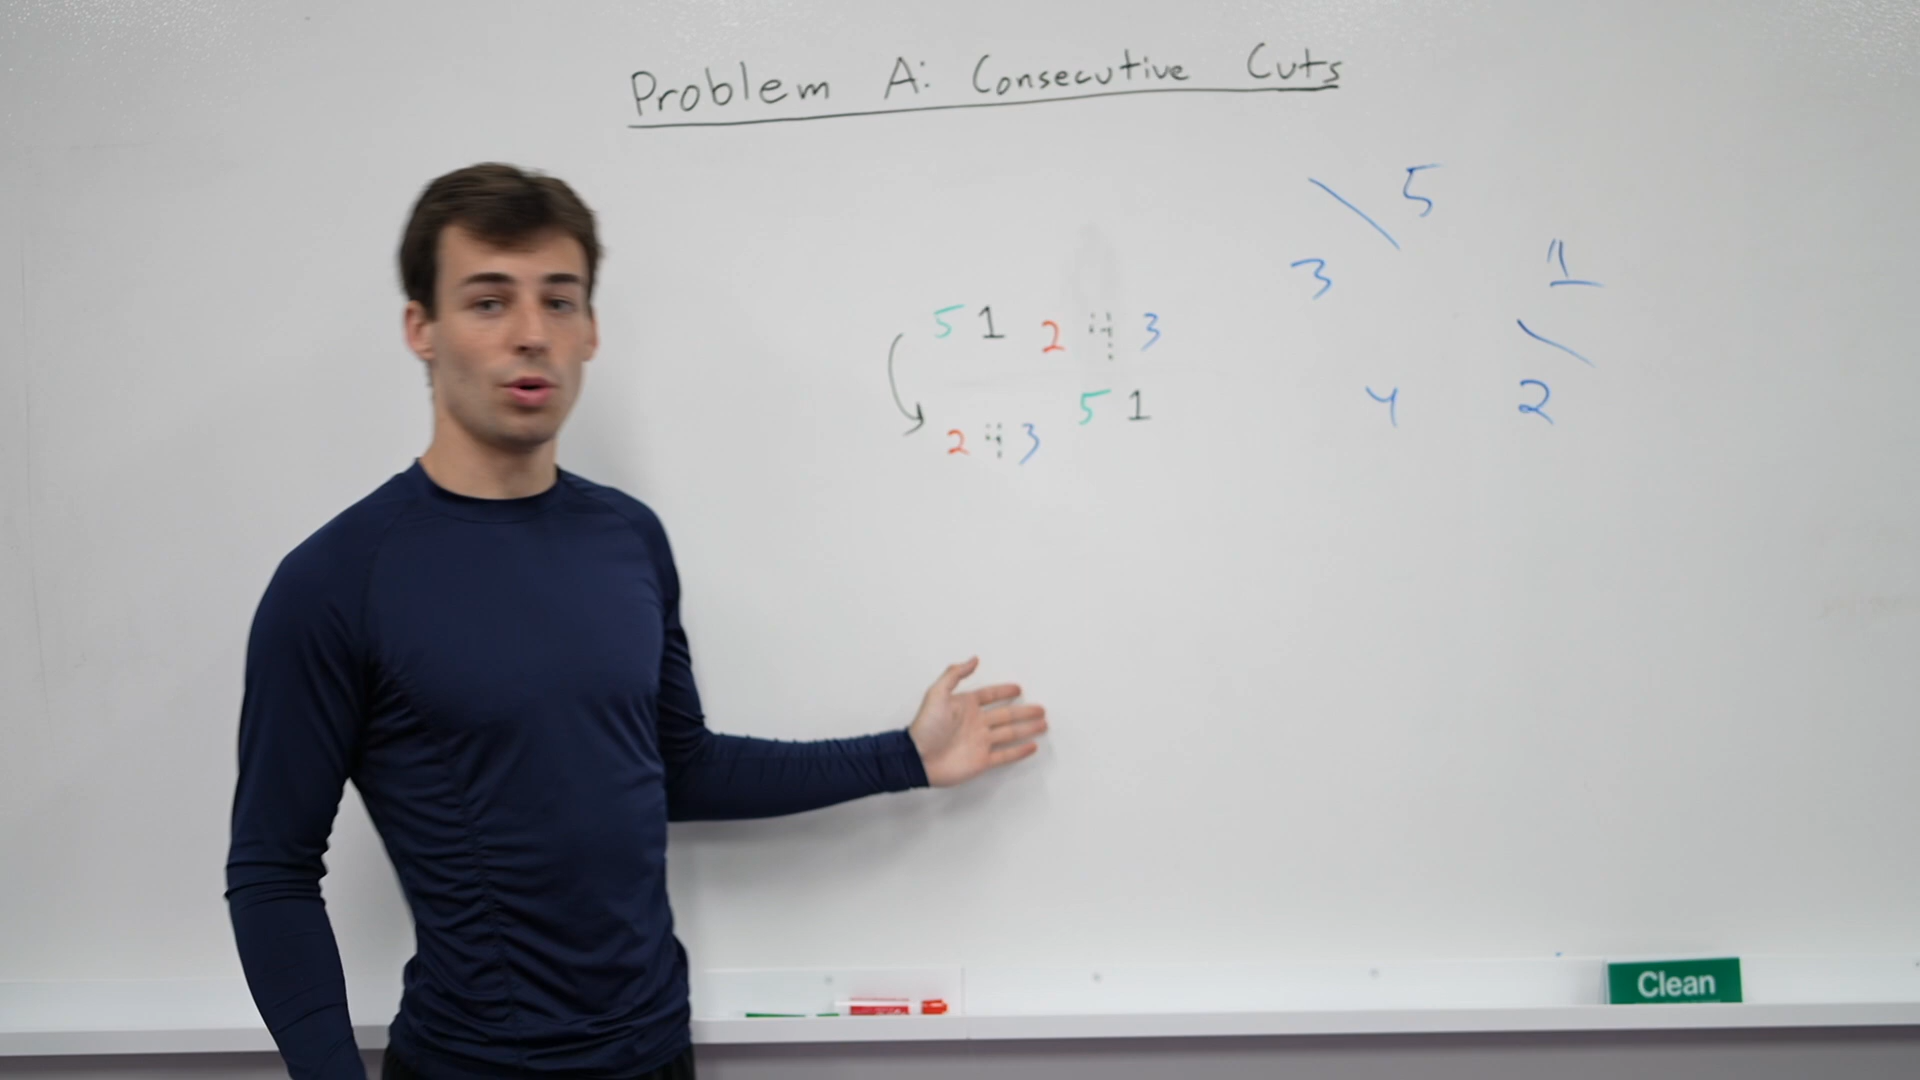 Problem A: Consecutive Cuts
5 1 2 4 3
2 4 3 5 1
5
3 1
4 2
Clean